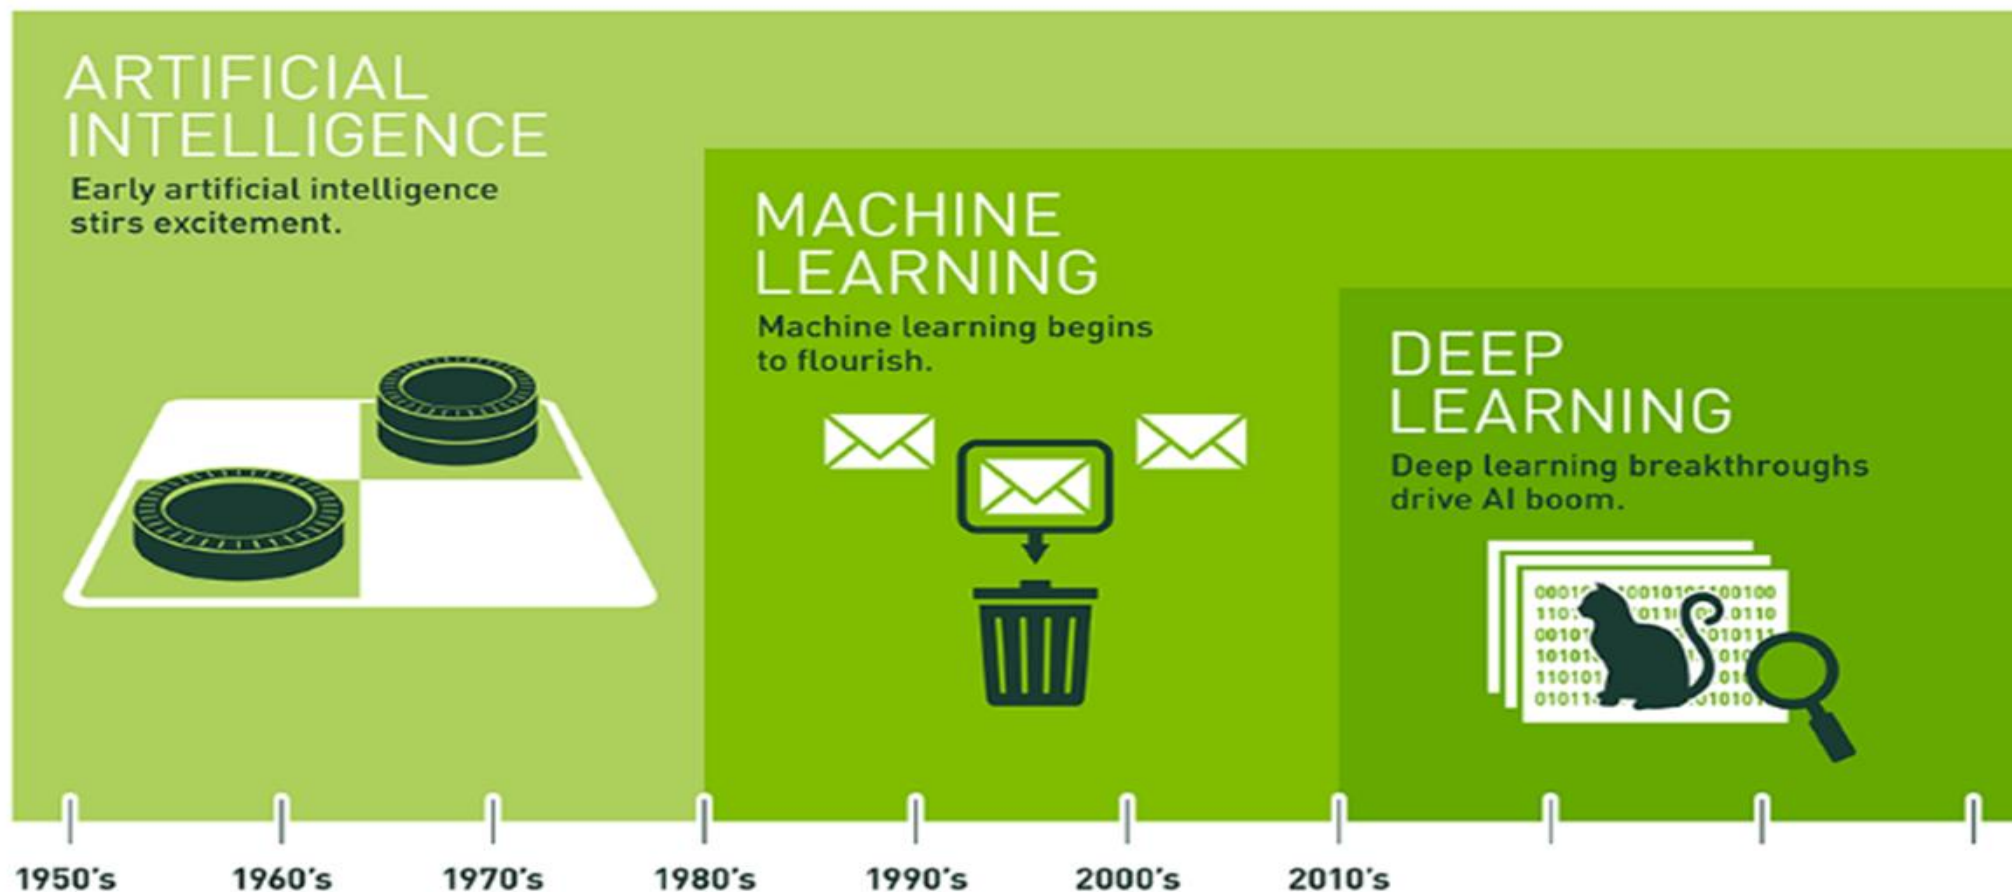 ARTIFICIAL
INTELLIGENCE
Early artificial intelligence
stirs excitement.
MACHINE
LEARNING
Machine learning begins
to flourish.
DEEP
LEARNING
Deep learning breakthroughs
drive AI boom.
1950's
1960's
1970's
1980's
1990's
2000's
2010's